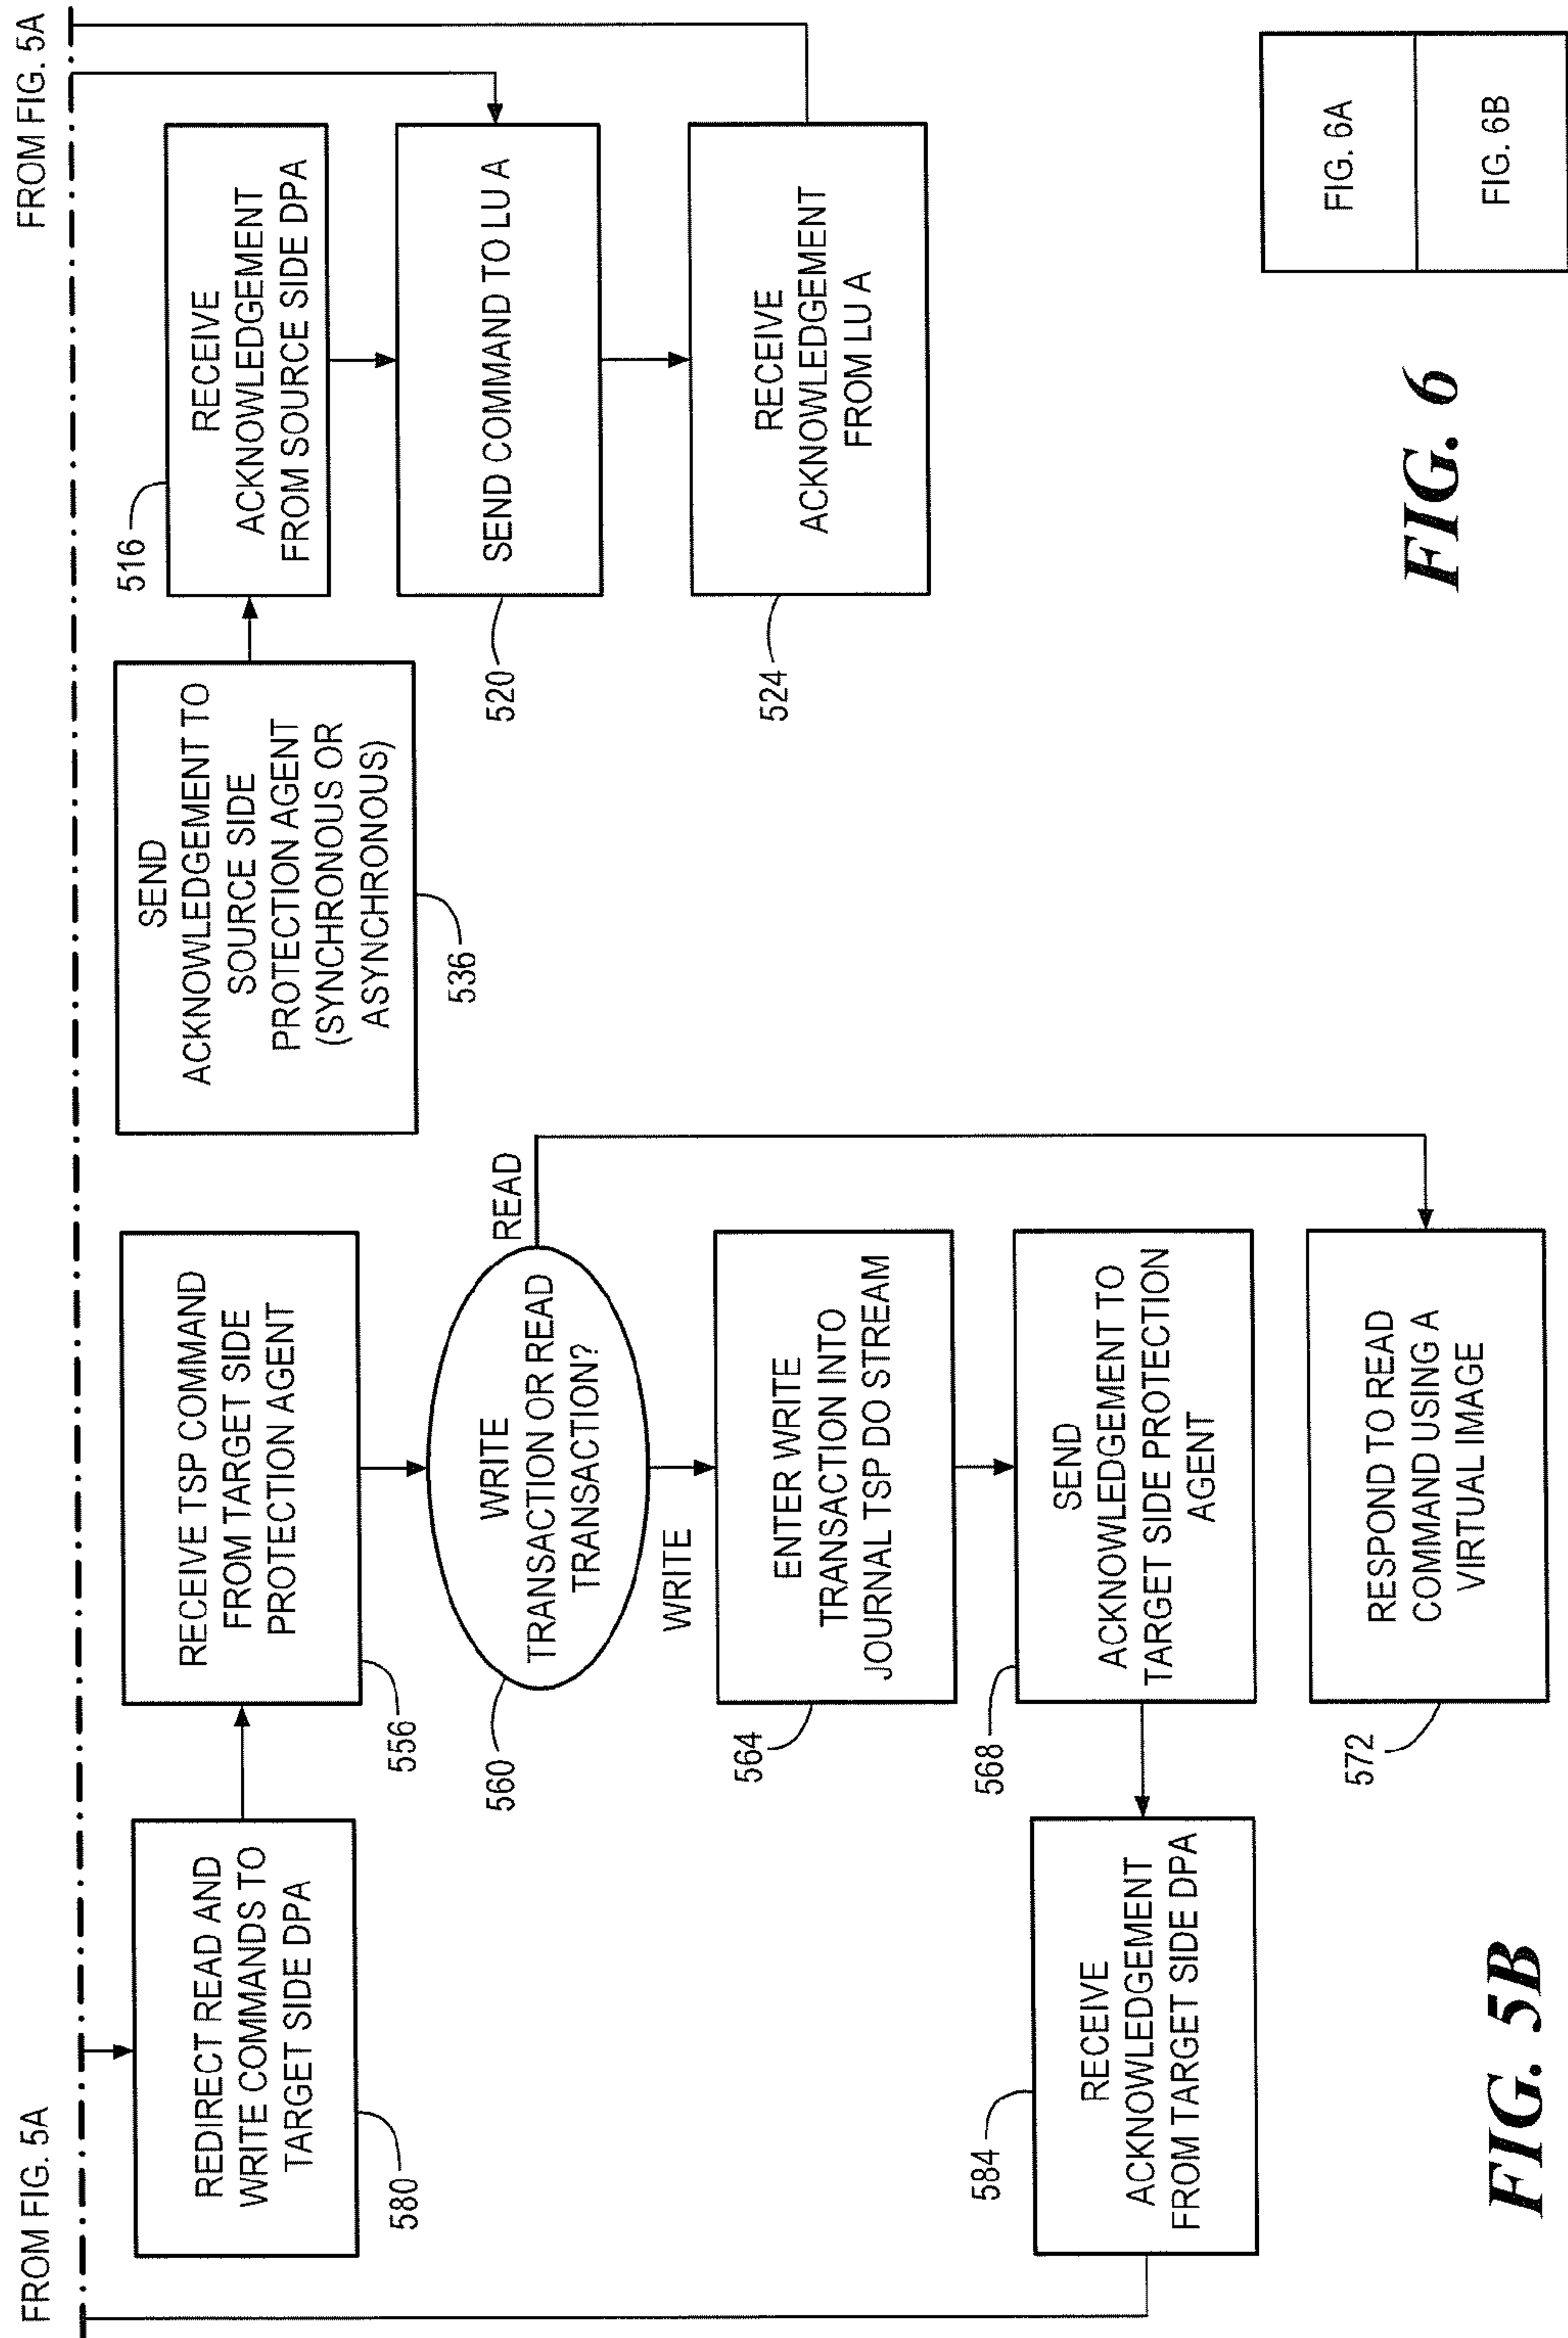 FROM FIG. 5A
FROM FIG. 5A
REDIRECT READ AND
WRITE COMMANDS TO
TARGET SIDE DPA
580
RECEIVE TSP COMMAND
FROM TARGET SIDE
PROTECTION AGENT
556
WRITE
TRANSACTION OR READ
TRANSACTION?
560
READ
WRITE
ENTER WRITE
TRANSACTION INTO
JOURNAL TSP DO STREAM
564
SEND
ACKNOWLEDGEMENT TO
TARGET SIDE PROTECTION
AGENT
568
RESPOND TO READ
COMMAND USING A
VIRTUAL IMAGE
572
RECEIVE
ACKNOWLEDGEMENT
FROM TARGET SIDE DPA
584
SEND
ACKNOWLEDGEMENT TO
SOURCE SIDE
PROTECTION AGENT
(SYNCHRONOUS OR
ASYNCHRONOUS)
536
RECEIVE
ACKNOWLEDGEMENT
FROM SOURCE SIDE DPA
516
SEND COMMAND TO LU A
520
RECEIVE
ACKNOWLEDGEMENT
FROM LU A
524
FIG. 5B
FIG. 6
FIG. 6A
FIG. 6B